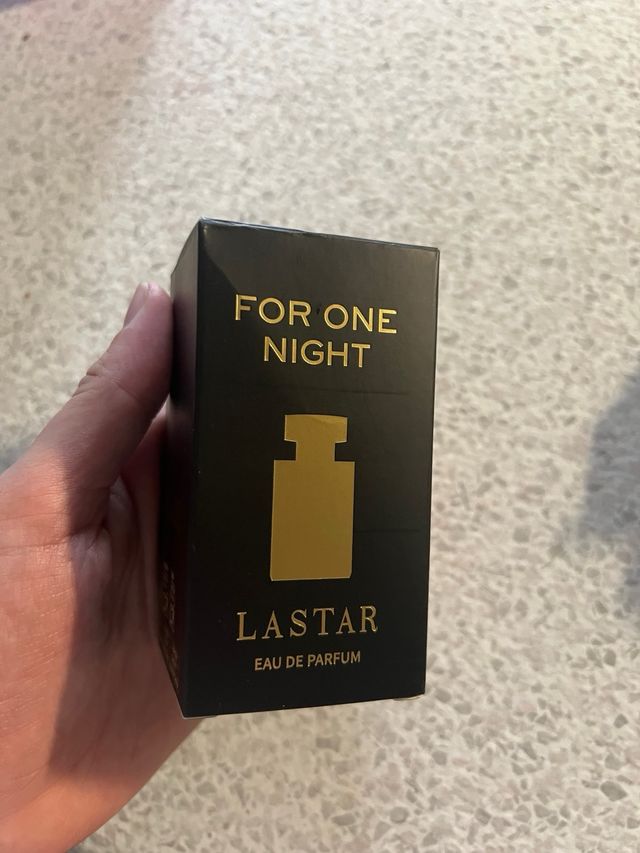 FOR ONE
NIGHT
LASTAR
EAU DE PARFUM